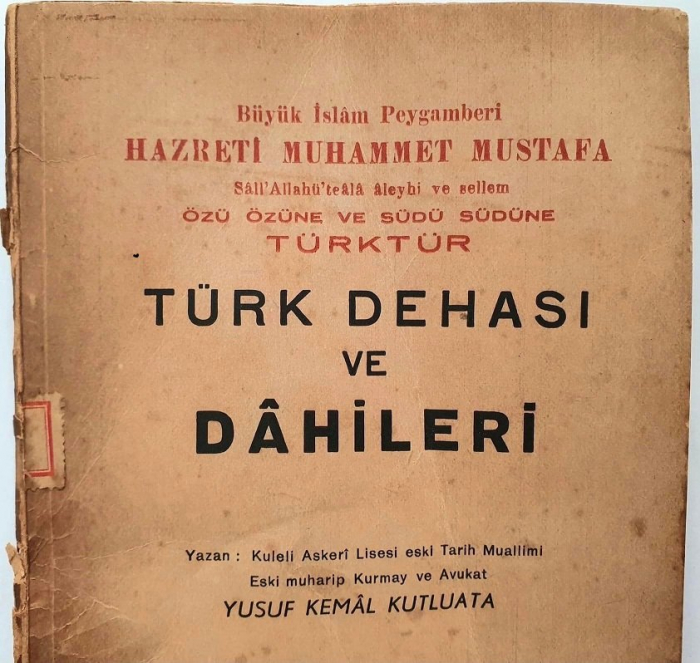 Büyük İslâm Peygamberi
HAZRETİ MUHAMMET MUSTAFA
Sâll'Allahü'teâlâ âleyhi ve sellem
ÖZÜ ÖZÜNE VE SÜDÜ SÜDÜNE
TÜRKTÜR
TÜRK DEHASI
VE
DÂHİLERİ
Yazan : Kuleli Askerî Lisesi eski Tarih Muallimi
Eski muharip Kurmay ve Avukat
YUSUF KEMÂL KUTLUATA